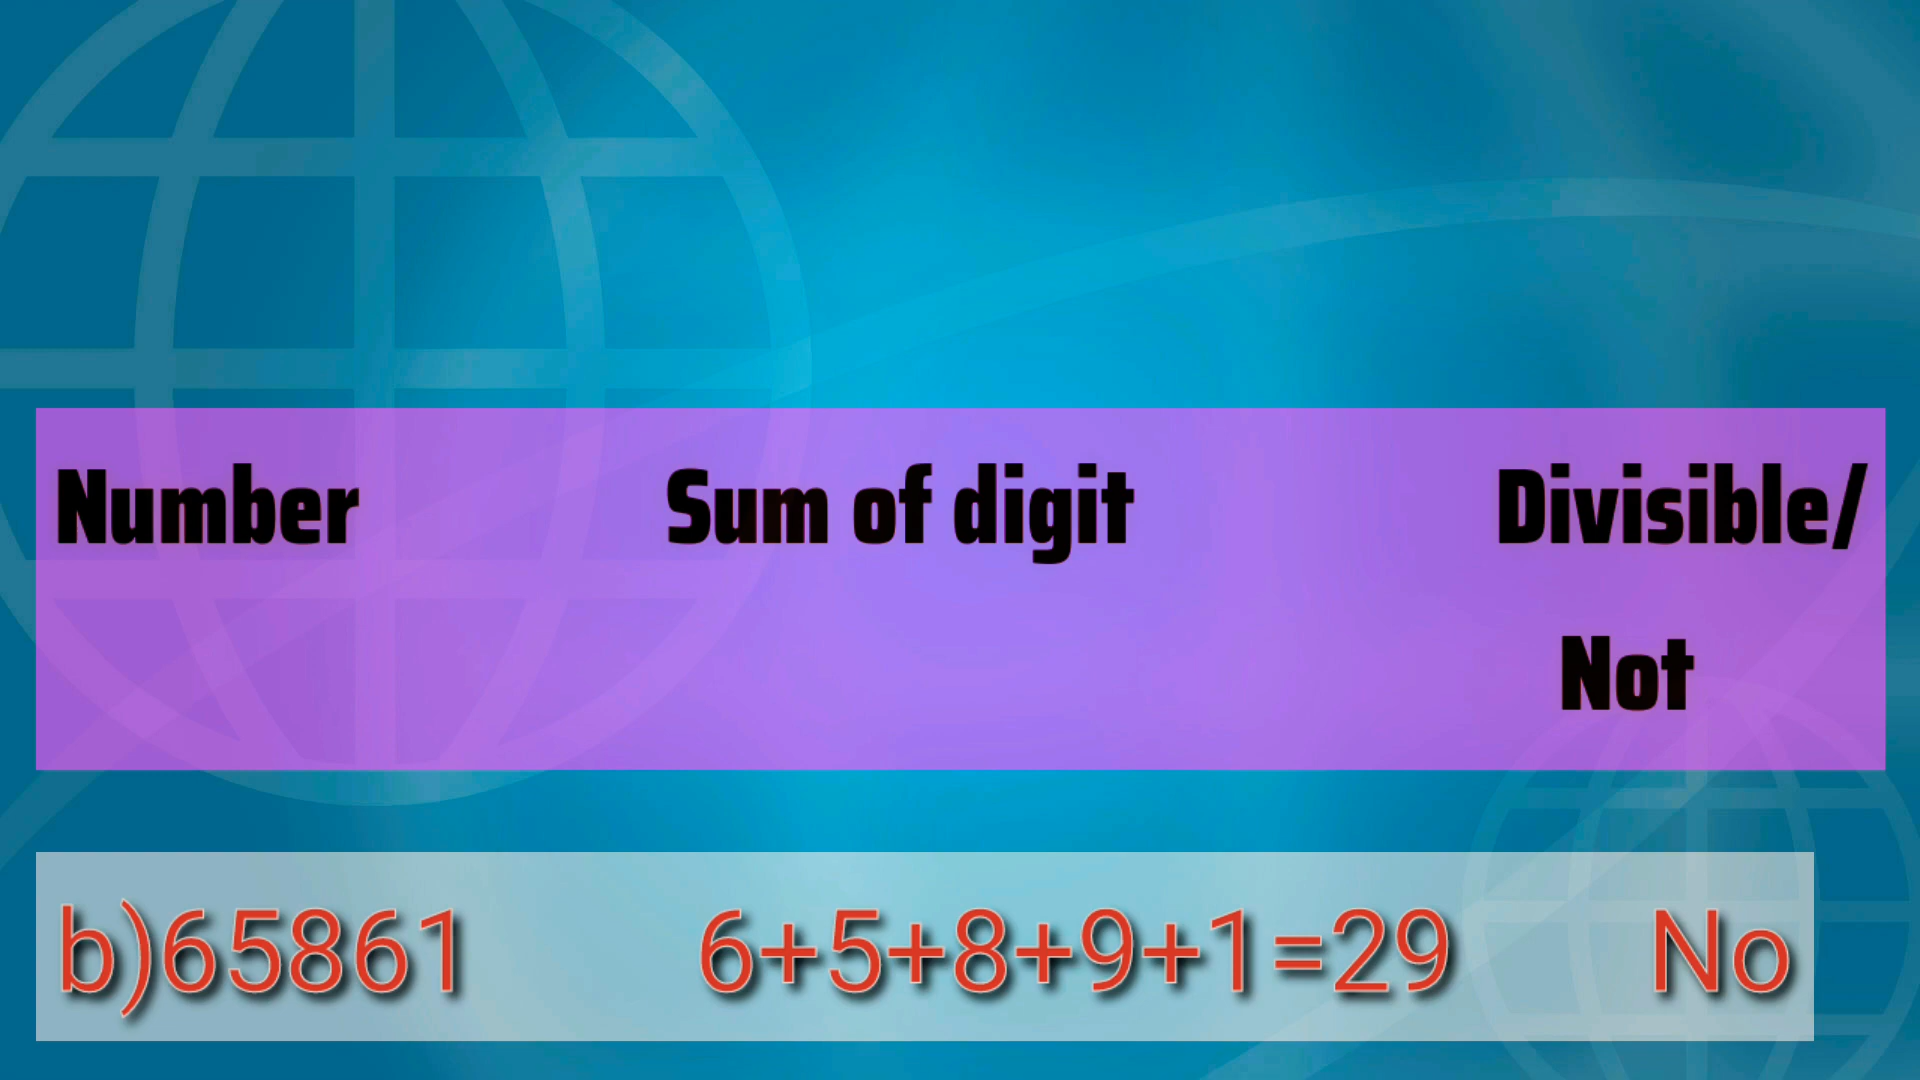 Number Sum of digit Divisible/
Not
b)65861 6+5+8+9+1=29 No